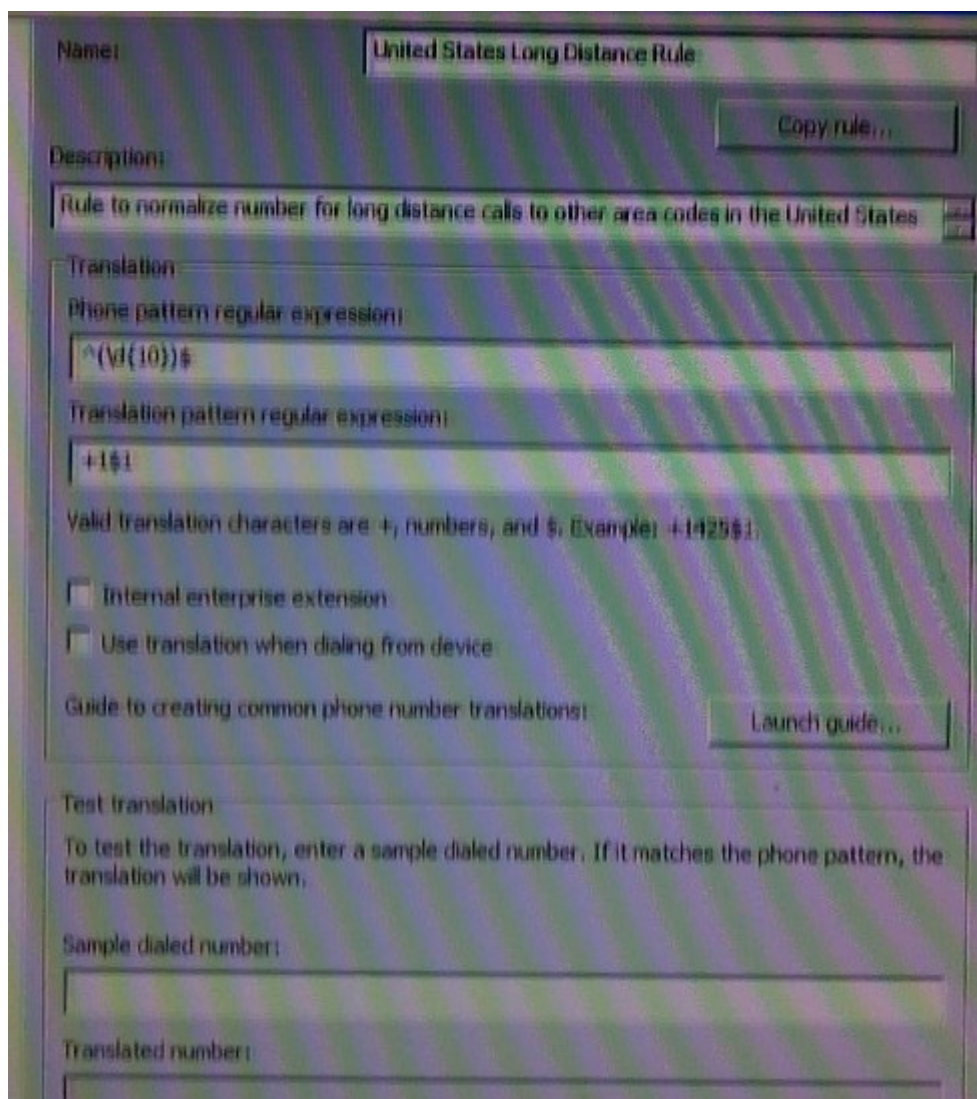 Name:
United States Long Distance Rule
Copy rule...
Description:
Rule to normalize number for long distance calls to other area codes in the United States
Translation
Phone pattern regular expression:
^(\d{10})$
Translation pattern regular expression:
+1$1
Valid translation characters are +, numbers, and $. Example: +1425$1.
Internal enterprise extension
Use translation when dialing from device
Guide to creating common phone number translations:
Launch guide...
Test translation
To test the translation, enter a sample dialed number. If it matches the phone pattern, the
translation will be shown.
Sample dialed number:
Translated number: